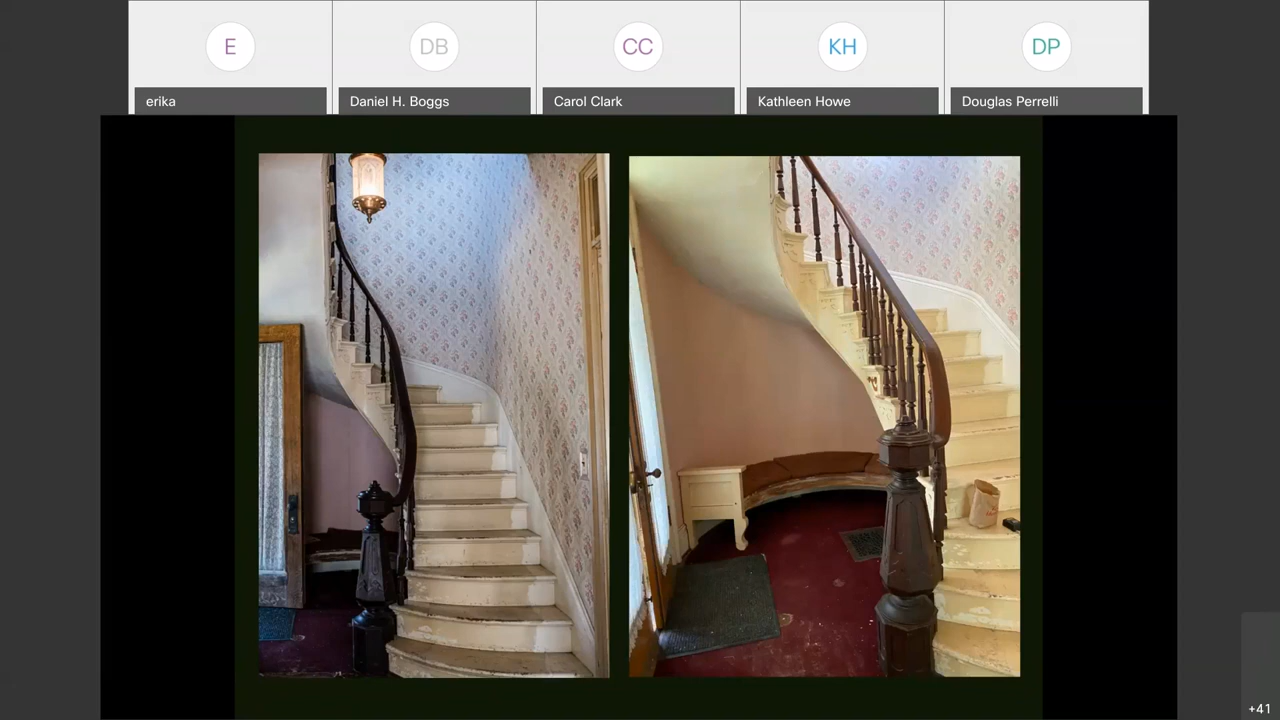 E
DB
CC
KH
DP
erika
Daniel H. Boggs
Carol Clark
Kathleen Howe
Douglas Perrelli
+41